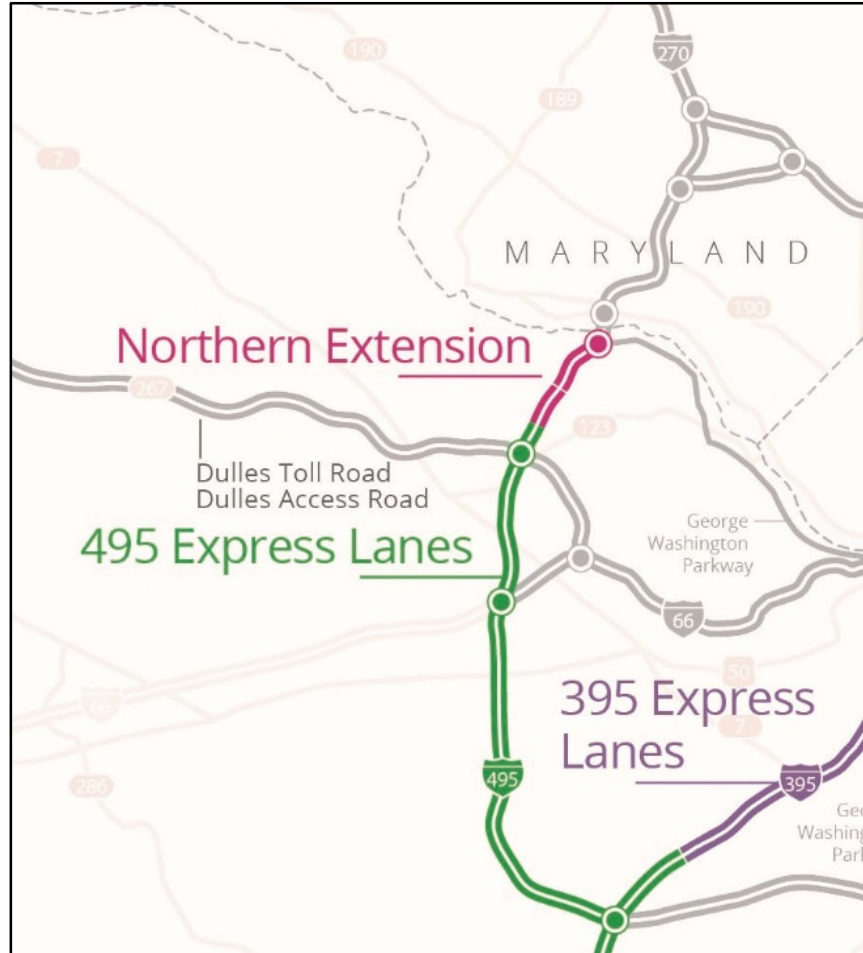 190
270
189
7
MARYLAND
190
Northern Extension
267
123
Dulles Toll Road
Dulles Access Road
George
Washington
Parkway
495 Express Lanes
66
50
395 Express
Lanes
7
66
495
395
286